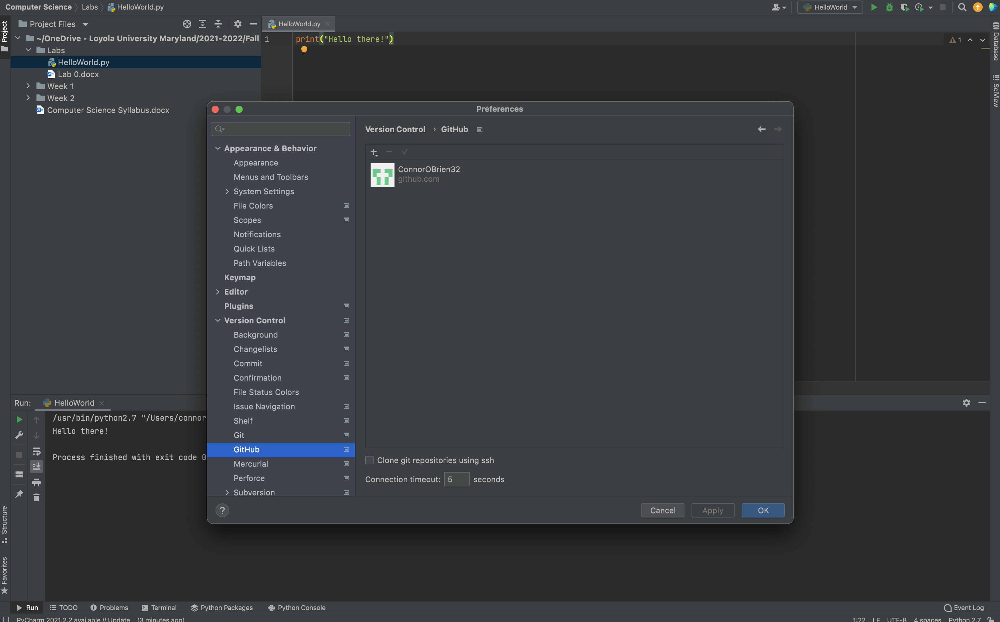 Computer Science
Labs
HelloWorld.py
HelloWorld
Project
Project Files
HelloWorld.py
Database
SciView
~/OneDrive - Loyola University Maryland/2021-2022/Fall
Labs
HelloWorld.py
Lab 0.docx
Week 1
Week 2
Computer Science Syllabus.docx
1
print("Hello there!")
1
Preferences
Appearance & Behavior
Appearance
Menus and Toolbars
System Settings
File Colors
Scopes
Notifications
Quick Lists
Path Variables
Keymap
Editor
Plugins
Version Control
Background
Changelists
Commit
Confirmation
File Status Colors
Issue Navigation
Shelf
Git
GitHub
Mercurial
Perforce
Subversion
Version Control › GitHub
ConnorOBrien32
github.com
Clone git repositories using ssh
Connection timeout: 5 seconds
?
Cancel
Apply
OK
Run:
HelloWorld
/usr/bin/python2.7 "/Users/connor
Hello there!
Process finished with exit code 0
Structure
Favorites
Run
TODO
Problems
Terminal
Python Packages
Python Console
Event Log
PyCharm 2021.2.2 available // Update... (3 minutes ago)
1:22 LF UTF-8 4 spaces Python 2.7